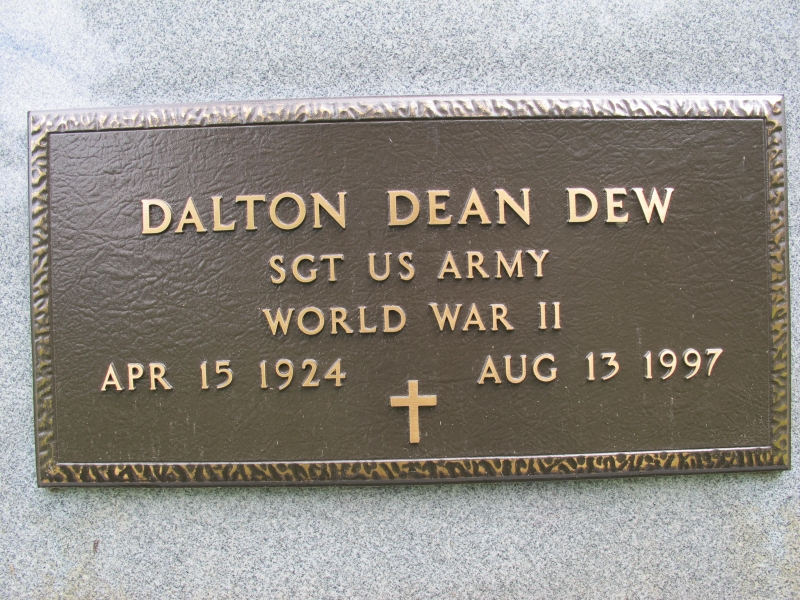 DALTON DEAN DEW
SGT US ARMY
WORLD WAR II
APR 15 1924 AUG 13 1997